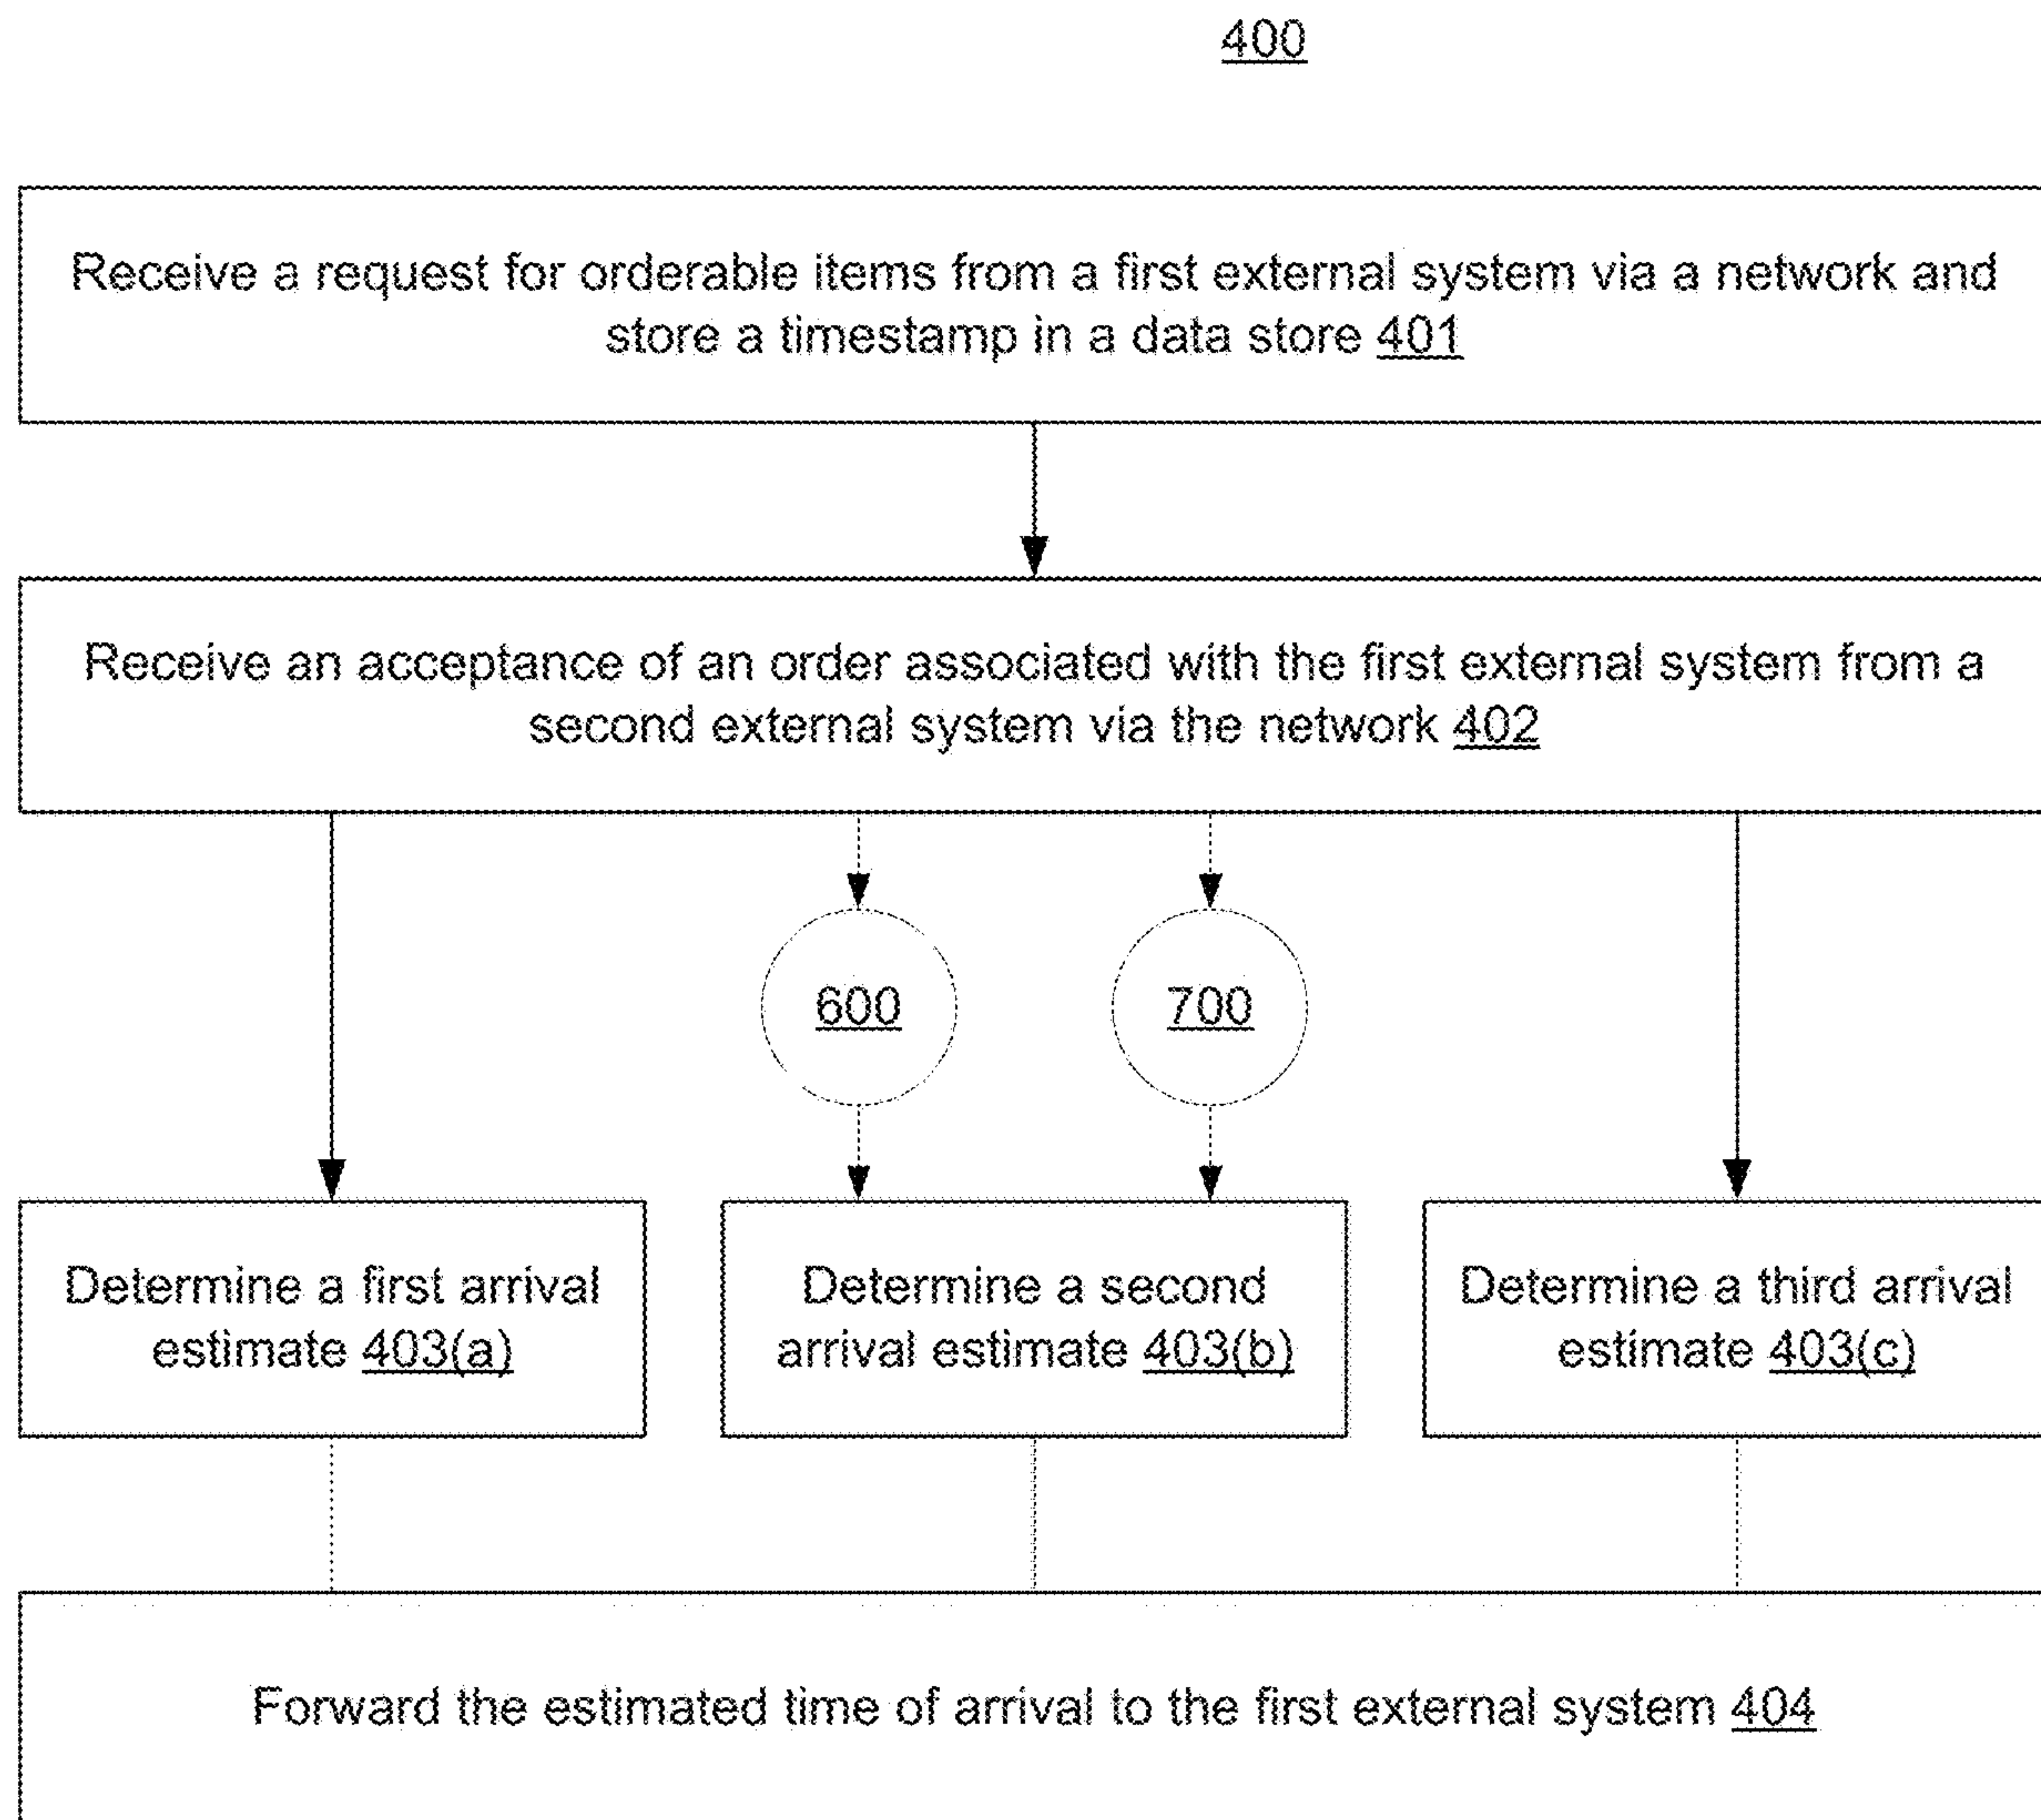 400
Receive a request for orderable items from a first external system via a network and
store a timestamp in a data store 401
Receive an acceptance of an order associated with the first external system from a
second external system via the network 402
600
700
Determine a first arrival
estimate 403(a)
Determine a second
arrival estimate 403(b)
Determine a third arrival
estimate 403(c)
Forward the estimated time of arrival to the first external system 404